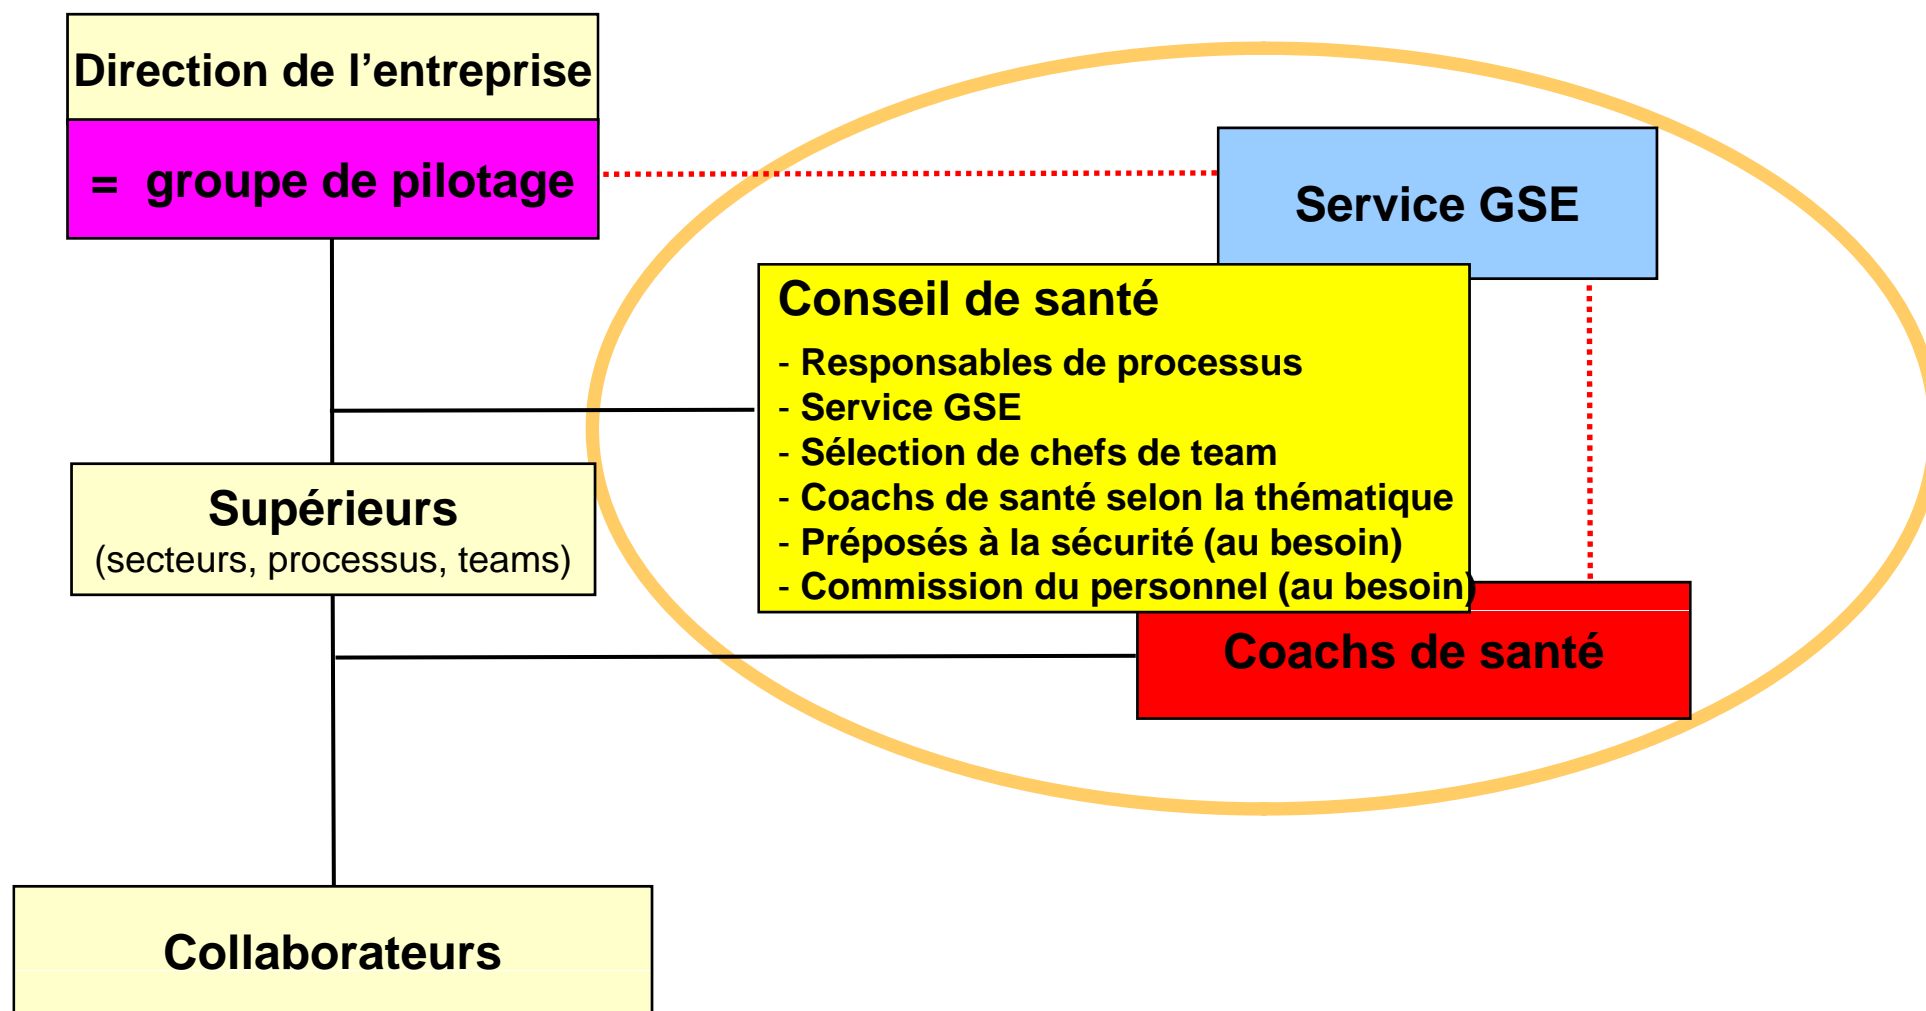 Direction de l’entreprise
= groupe de pilotage
Service GSE
Conseil de santé
- Responsables de processus
- Service GSE
- Sélection de chefs de team
- Coachs de santé selon la thématique
- Préposés à la sécurité (au besoin)
- Commission du personnel (au besoin)
Supérieurs
(secteurs, processus, teams)
Coachs de santé
Collaborateurs